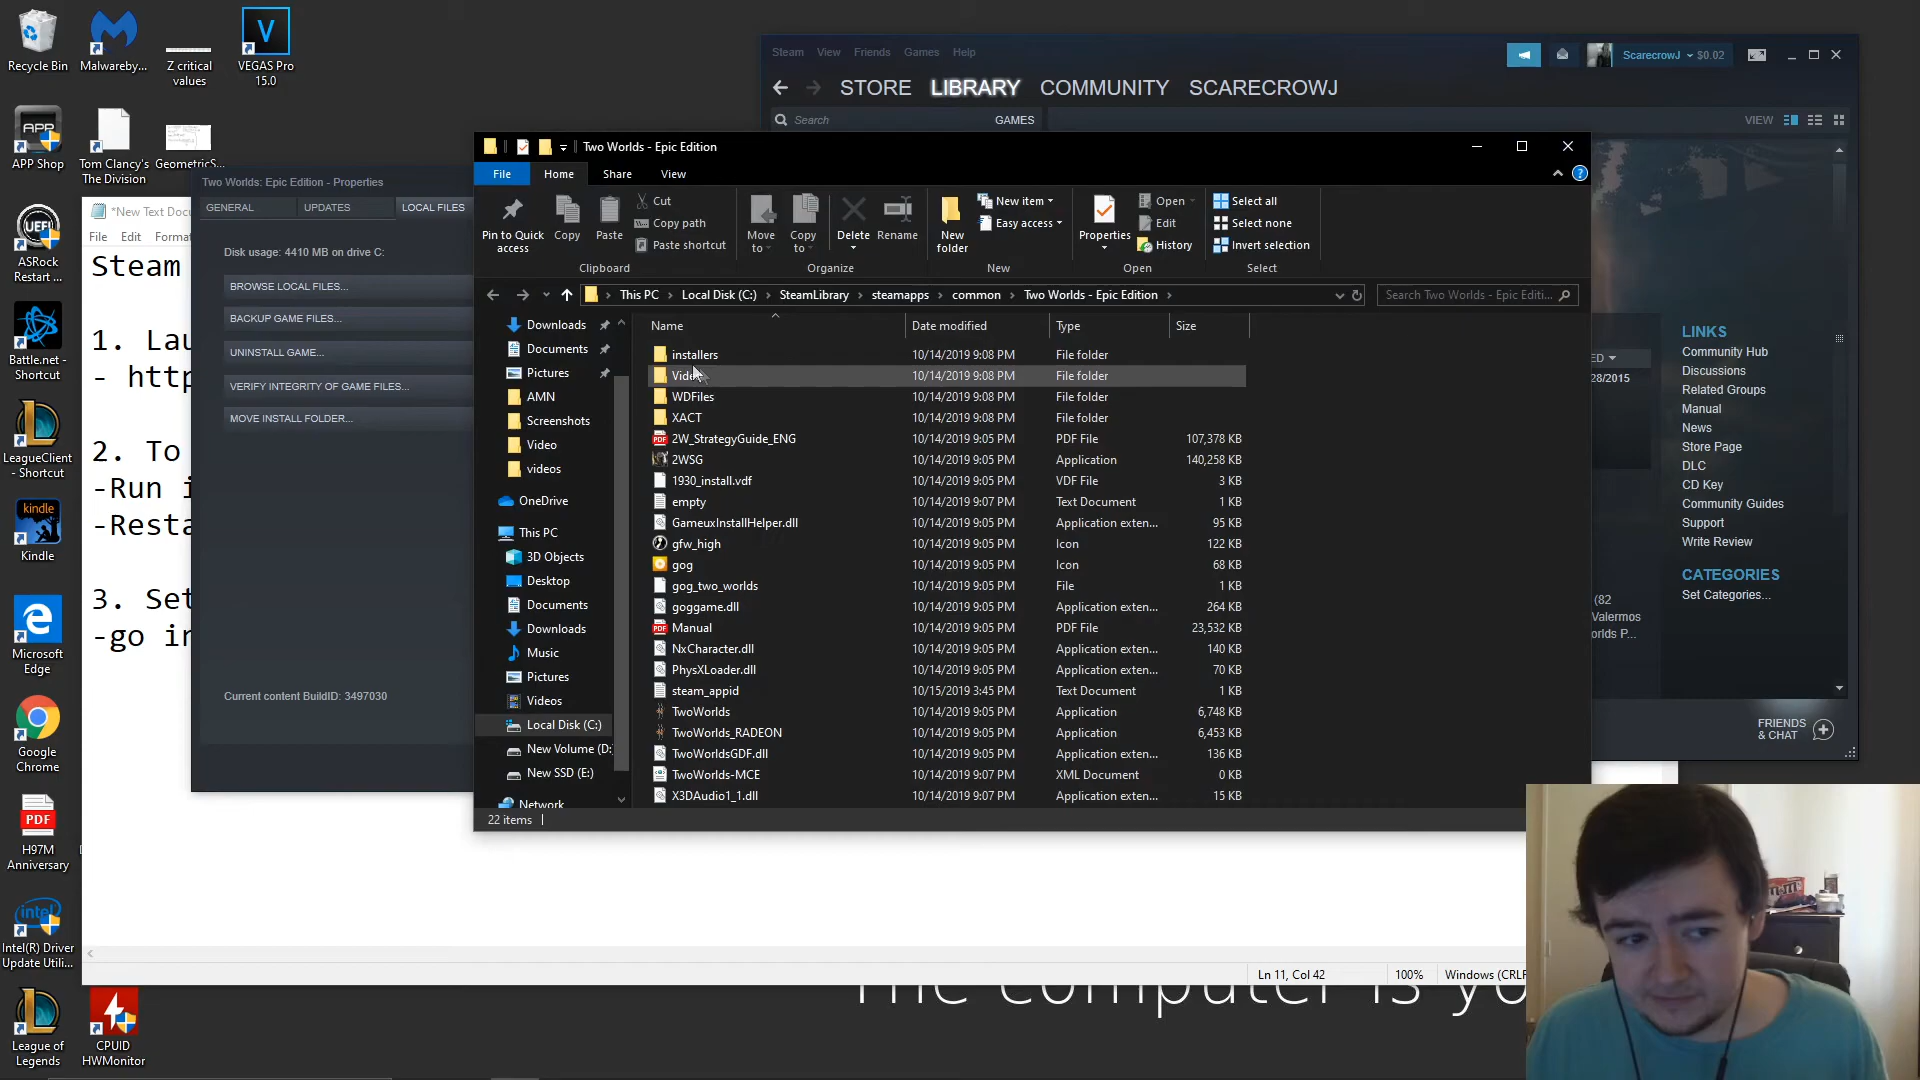 Recycle Bin
Malwareby...
Z critical
values
VEGAS Pro
15.0
APP Shop
Tom Clancy's
The Division
GeometricS...
ASRock
Restart ...
Battle.net -
Shortcut
LeagueClient
- Shortcut
kindle
Kindle
Microsoft
Edge
Google
Chrome
PDF
H97M
Anniversary
Intel(R) Driver
Update Utili...
League of
Legends
CPUID
HWMonitor
*New Text Docu
File Edit Format
Steam
1. Lau
- http
2. To
-Run i
-Resta
3. Set
-go in
Two Worlds: Epic Edition - Properties
GENERAL UPDATES LOCAL FILES
Disk usage: 4410 MB on drive C:
BROWSE LOCAL FILES...
BACKUP GAME FILES...
UNINSTALL GAME...
VERIFY INTEGRITY OF GAME FILES...
MOVE INSTALL FOLDER...
Current content BuildID: 3497030
Steam View Friends Games Help
ScarecrowJ $0.02
STORE LIBRARY COMMUNITY SCARECROWJ
Search GAMES VIEW
Two Worlds - Epic Edition
File Home Share View
Pin to Quick
access
Copy
Paste
Cut
Copy path
Paste shortcut
Clipboard
Move
to
Copy
to
Delete
Rename
Organize
New
folder
New item
Easy access
New
Properties
Open
Edit
History
Open
Select all
Select none
Invert selection
Select
This PC > Local Disk (C:) > SteamLibrary > steamapps > common > Two Worlds - Epic Edition >
Search Two Worlds - Epic Editi...
Downloads
Documents
Pictures
AMN
Screenshots
Video
videos
OneDrive
This PC
3D Objects
Desktop
Documents
Downloads
Music
Pictures
Videos
Local Disk (C:)
New Volume (D:
New SSD (E:)
Network
Name Date modified Type Size
installers 10/14/2019 9:08 PM File folder
Vide 10/14/2019 9:08 PM File folder
WDFiles 10/14/2019 9:08 PM File folder
XACT 10/14/2019 9:08 PM File folder
2W_StrategyGuide_ENG 10/14/2019 9:05 PM PDF File 107,378 KB
2WSG 10/14/2019 9:05 PM Application 140,258 KB
1930_install.vdf 10/14/2019 9:05 PM VDF File 3 KB
empty 10/14/2019 9:07 PM Text Document 1 KB
GameuxInstallHelper.dll 10/14/2019 9:05 PM Application exten... 95 KB
gfw_high 10/14/2019 9:05 PM Icon 122 KB
gog 10/14/2019 9:05 PM Icon 68 KB
gog_two_worlds 10/14/2019 9:05 PM File 1 KB
goggame.dll 10/14/2019 9:05 PM Application exten... 264 KB
Manual 10/14/2019 9:05 PM PDF File 23,532 KB
NxCharacter.dll 10/14/2019 9:05 PM Application exten... 140 KB
PhysXLoader.dll 10/14/2019 9:05 PM Application exten... 70 KB
steam_appid 10/15/2019 3:45 PM Text Document 1 KB
TwoWorlds 10/14/2019 9:05 PM Application 6,748 KB
TwoWorlds_RADEON 10/14/2019 9:05 PM Application 6,453 KB
TwoWorldsGDF.dll 10/14/2019 9:05 PM Application exten... 136 KB
TwoWorlds-MCE 10/14/2019 9:07 PM XML Document 0 KB
X3DAudio1_1.dll 10/14/2019 9:07 PM Application exten... 15 KB
22 items
ED
28/2015
(82
Valermos
orlds P...
LINKS
Community Hub
Discussions
Related Groups
Manual
News
Store Page
DLC
CD Key
Community Guides
Support
Write Review
CATEGORIES
Set Categories...
FRIENDS
& CHAT
Ln 11, Col 42 100% Windows (CRLF
The computer is yo